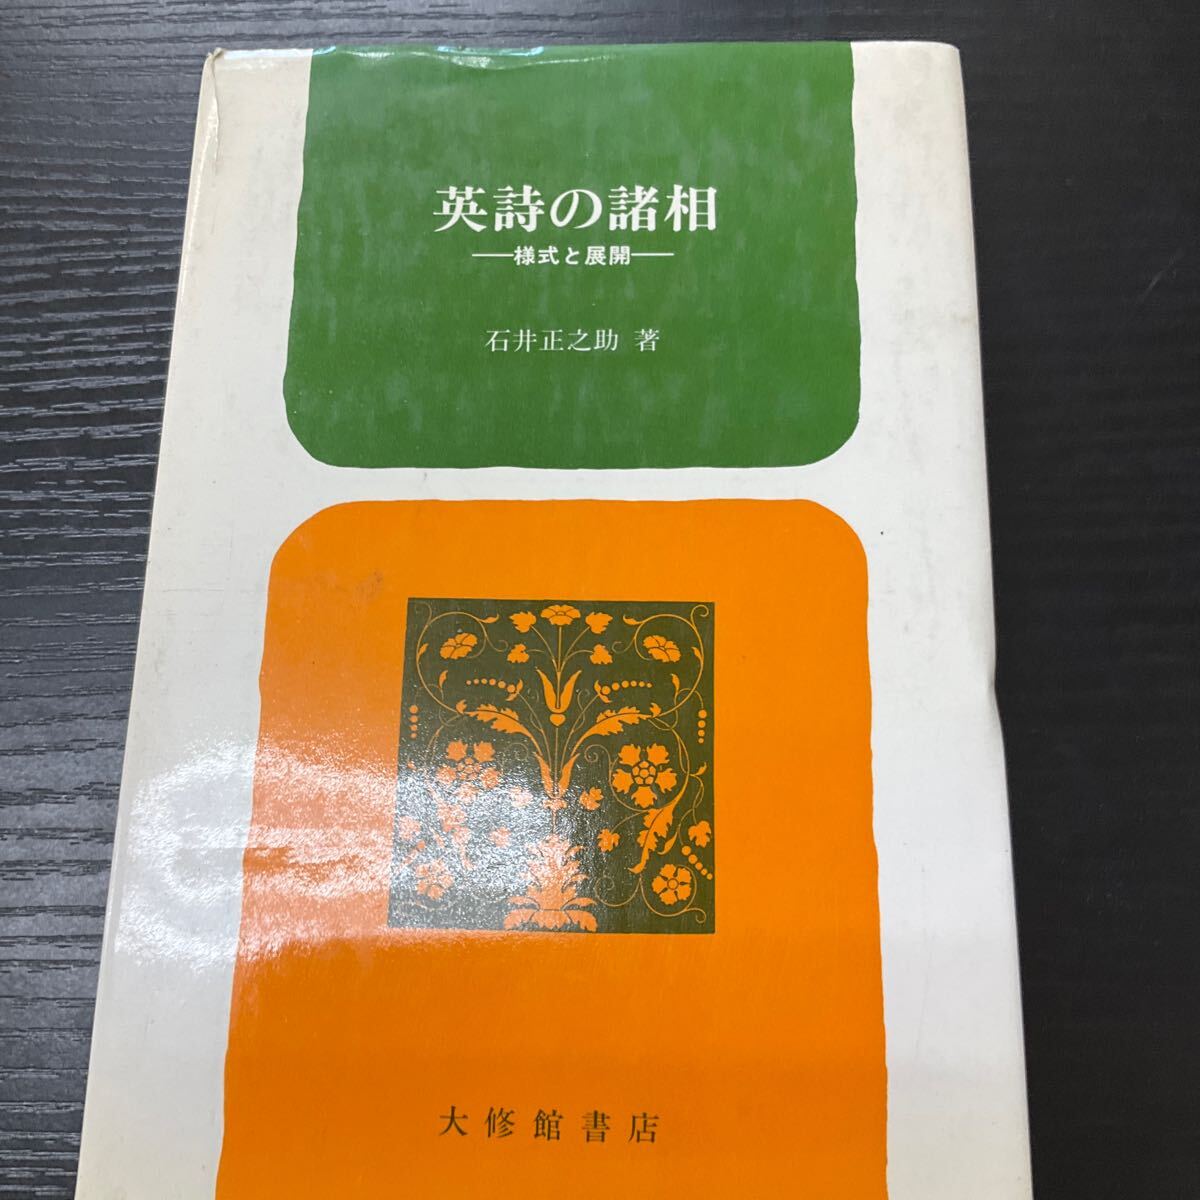 英詩の諸相
―様式と展開―
石井正之助 著
大修館書店